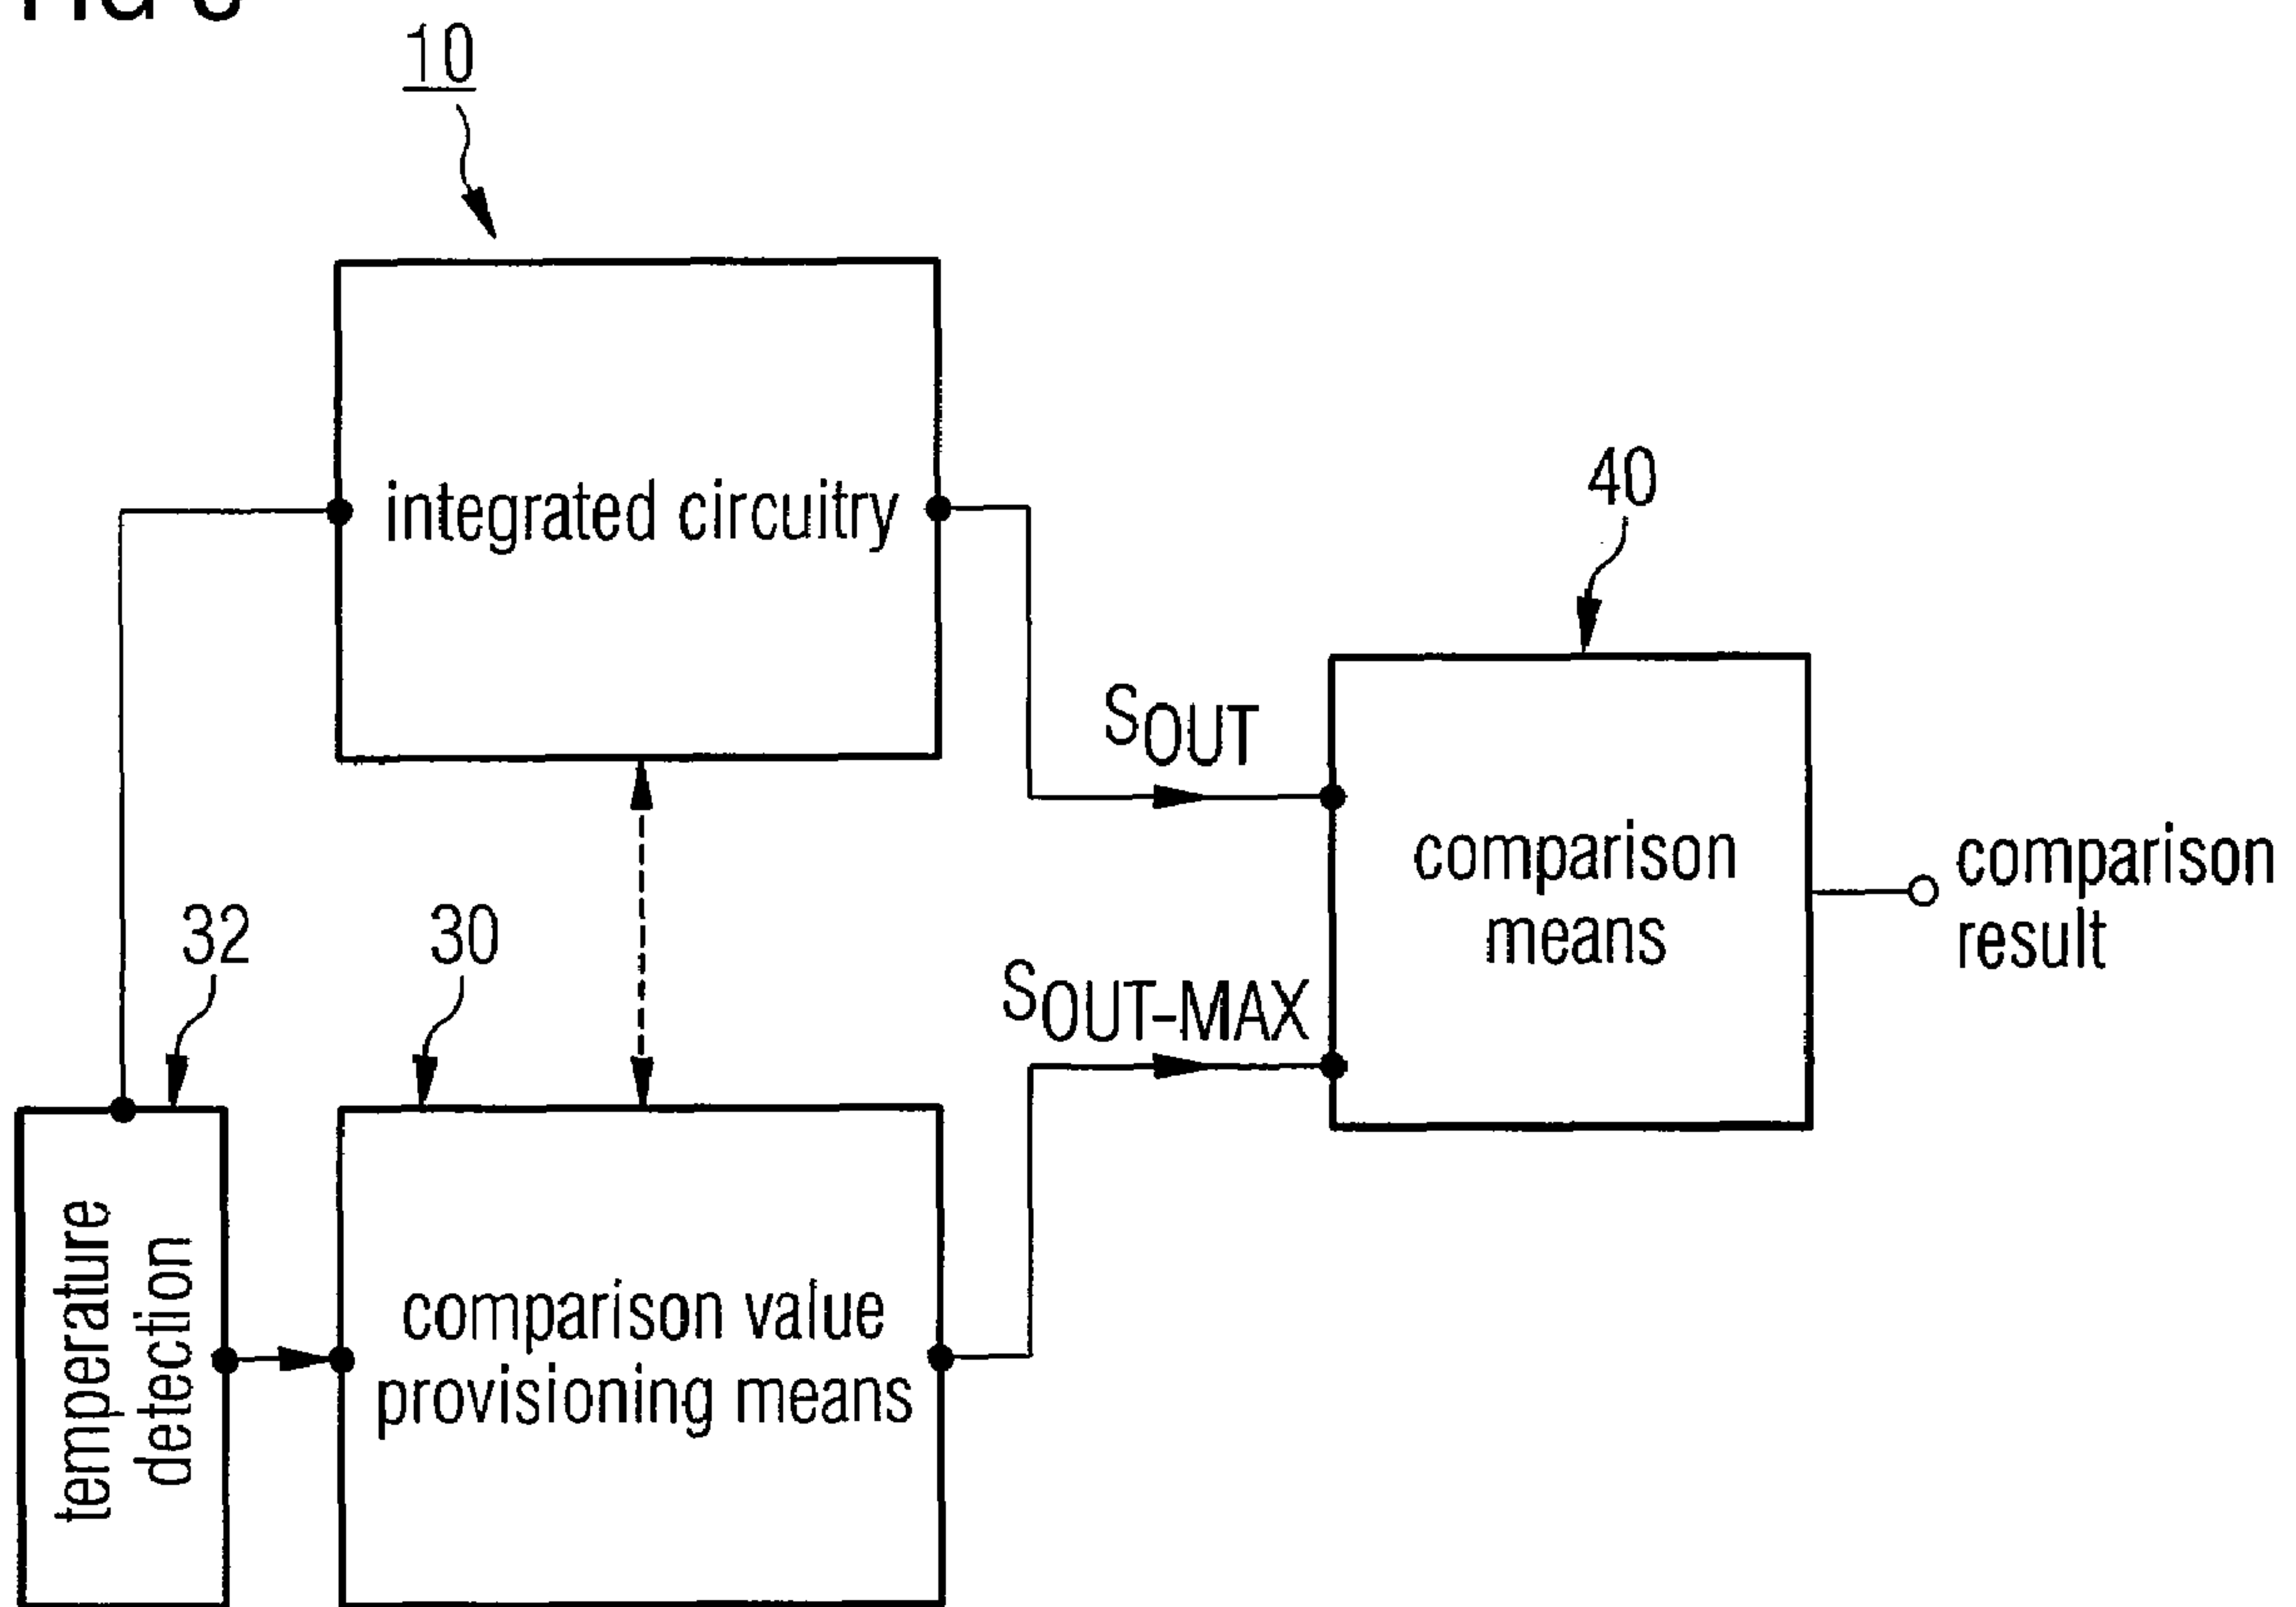 10
integrated circuitry
40
SOUT
comparison
means
comparison
result
32
30
SOUT-MAX
temperature
detection
comparison value
provisioning means